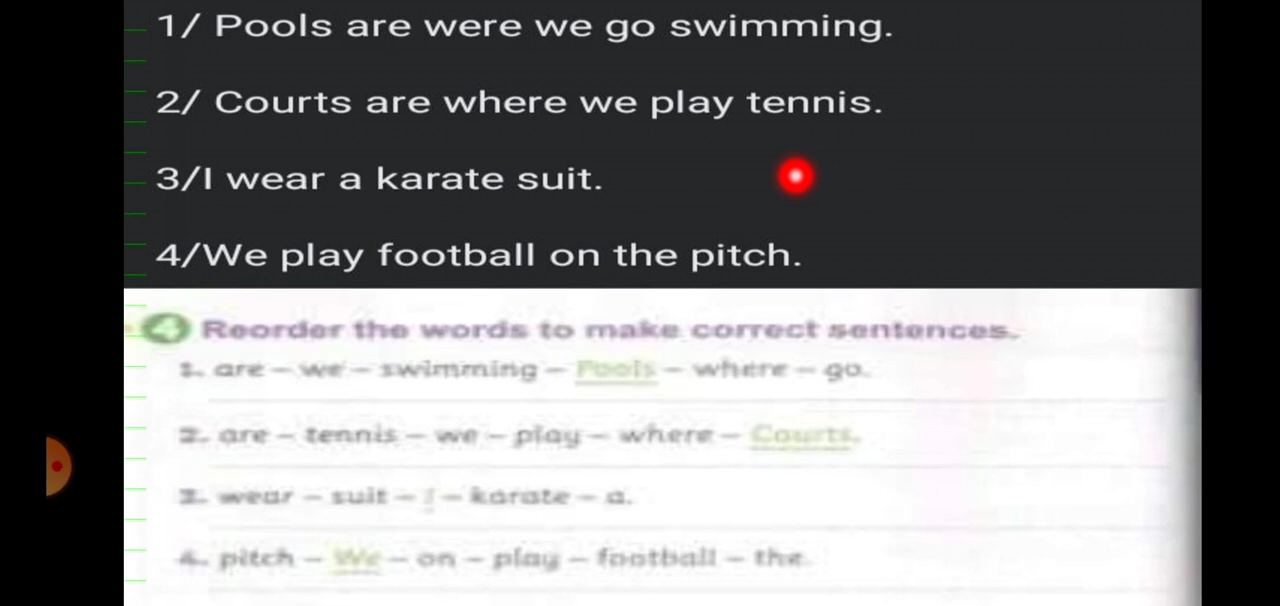 1/ Pools are were we go swimming.
2/ Courts are where we play tennis.
3/I wear a karate suit.
4/We play football on the pitch.
4 Reorder the words to make correct sentences.
1. are – we – swimming – Pools – where – go.
2. are – tennis – we – play – where – Courts.
3. wear – suit – I – karate – a.
4. pitch – We – on – play – football – the.